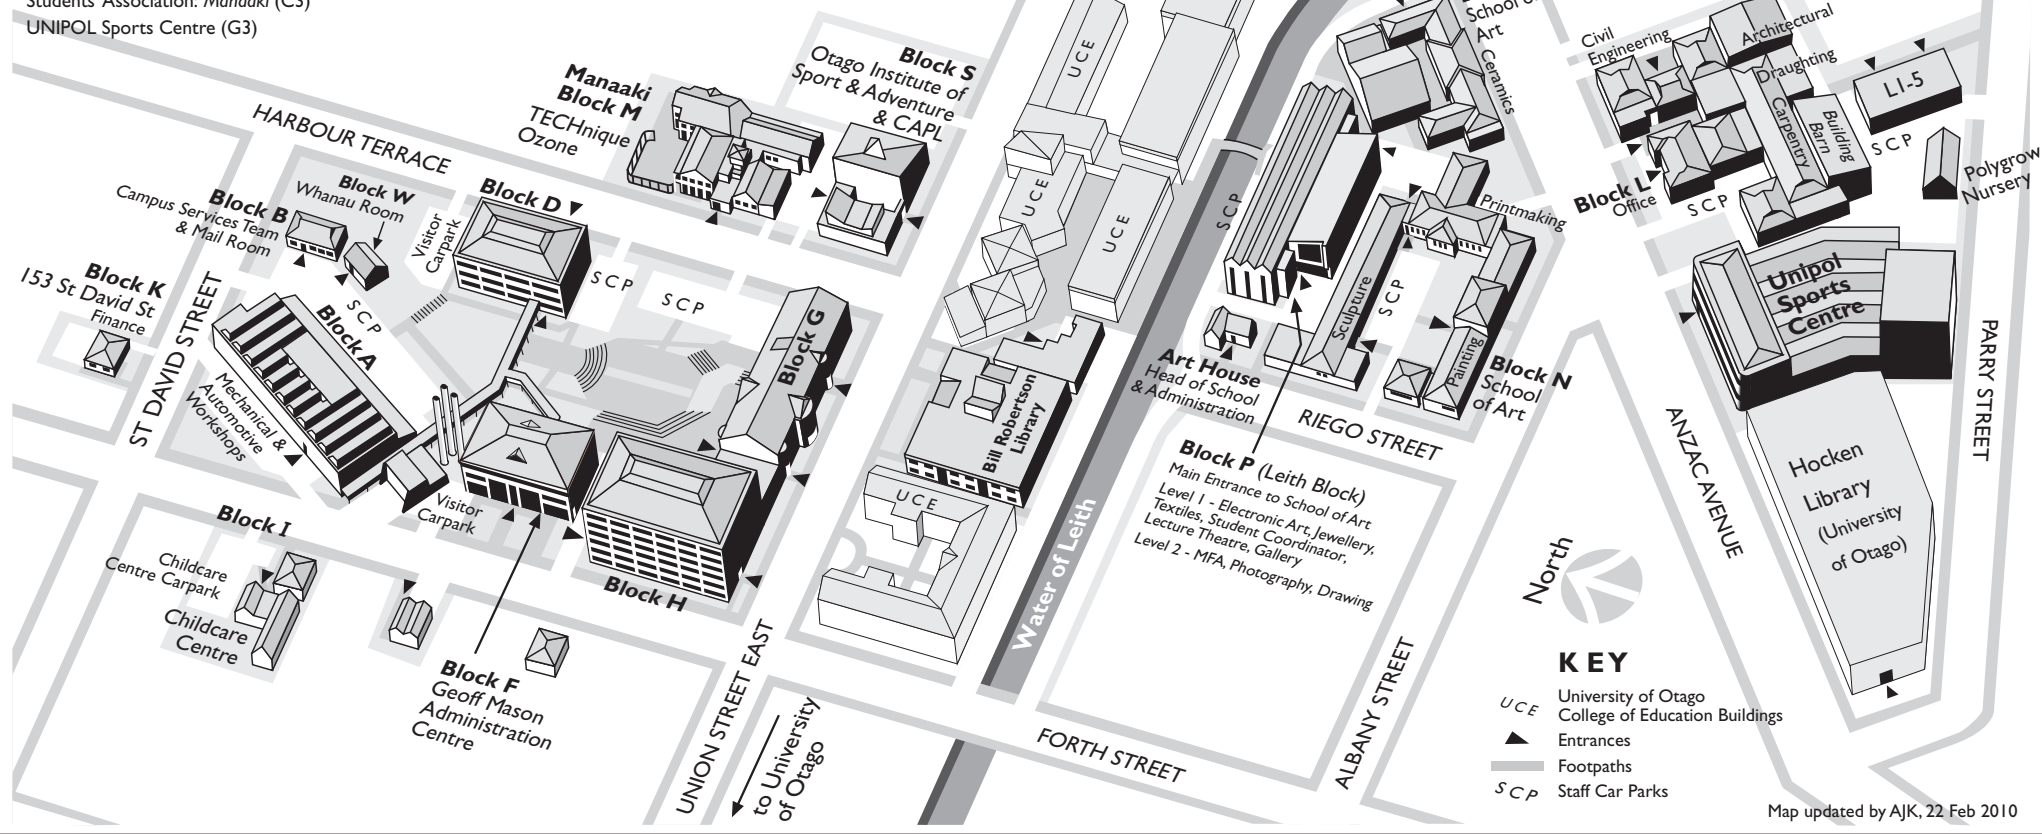 Students' Association: Manaaki (C3)
UNIPOL Sports Centre (G3)
HARBOUR TERRACE
Manaaki
Block M
TECHnique
Ozone
Block S
Otago Institute of
Sport & Adventure
& CAPL
Block B
Campus Services Team
& Mail Room
Block W
Whanau Room
Visitor
Carpark
Block D
SCP
SCP
SCP
Block K
153 St David St
Finance
ST DAVID STREET
Block A
Mechanical &
Automotive
Workshops
Block G
Visitor
Carpark
Block H
Block I
Childcare
Centre Carpark
Childcare
Centre
Block F
Geoff Mason
Administration
Centre
UNION STREET EAST
to University
of Otago
UCE
UCE
UCE
UCE
Bill Robertson
Library
Water of Leith
FORTH STREET
SCP
School of
Art
Ceramics
Printmaking
Sculpture
SCP
Painting
Block N
School
of Art
Art House
Head of School
& Administration
RIEGO STREET
Block P (Leith Block)
Main Entrance to School of Art
Level 1 - Electronic Art, Jewellery,
Textiles, Student Coordinator,
Lecture Theatre, Gallery
Level 2 - MFA, Photography, Drawing
ALBANY STREET
Civil
Engineering
Architectural
Draughting
Carpentry
Building
Barn
L1-5
SCP
Block L
Office
SCP
Polygrow
Nursery
Unipol
Sports
Centre
PARRY STREET
ANZAC AVENUE
Hocken
Library
(University
of Otago)
North
KEY
UCE University of Otago
College of Education Buildings
Entrances
Footpaths
SCP Staff Car Parks
Map updated by AJK, 22 Feb 2010